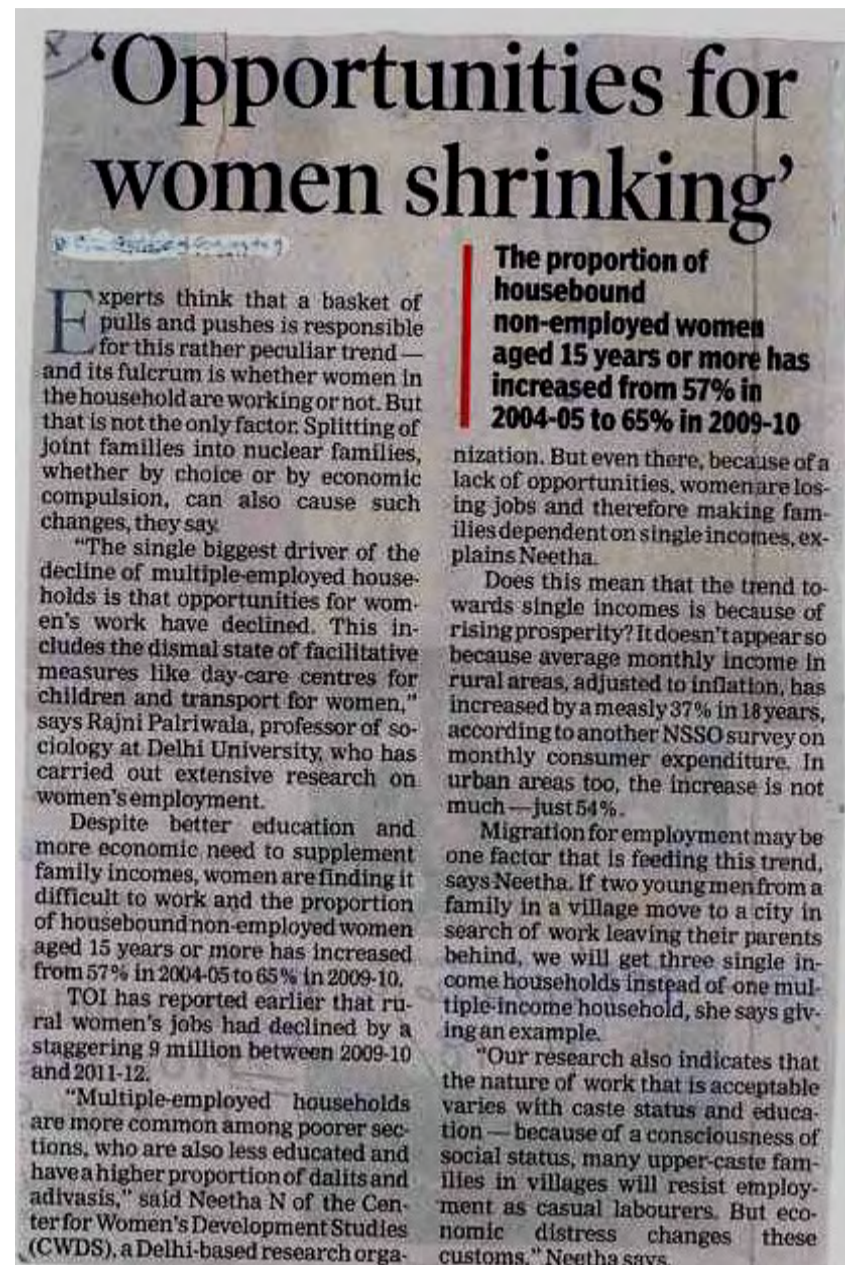 ‘Opportunities for
women shrinking’
Experts think that a basket of
pulls and pushes is responsible
for this rather peculiar trend —
and its fulcrum is whether women in
the household are working or not. But
that is not the only factor. Splitting of
joint families into nuclear families,
whether by choice or by economic
compulsion, can also cause such
changes, they say.
“The single biggest driver of the
decline of multiple-employed house-
holds is that opportunities for wom-
en’s work have declined. This in-
cludes the dismal state of facilitative
measures like day-care centres for
children and transport for women,”
says Rajni Palriwala, professor of so-
ciology at Delhi University, who has
carried out extensive research on
women’s employment.
Despite better education and
more economic need to supplement
family incomes, women are finding it
difficult to work and the proportion
of housebound non-employed women
aged 15 years or more has increased
from 57% in 2004-05 to 65% in 2009-10.
TOI has reported earlier that ru-
ral women’s jobs had declined by a
staggering 9 million between 2009-10
and 2011-12.
“Multiple-employed households
are more common among poorer sec-
tions, who are also less educated and
have a higher proportion of dalits and
adivasis,” said Neetha N of the Cen-
ter for Women’s Development Studies
(CWDS), a Delhi-based research orga-
The proportion of
housebound
non-employed women
aged 15 years or more has
increased from 57% in
2004-05 to 65% in 2009-10
nization. But even there, because of a
lack of opportunities, women are los-
ing jobs and therefore making fam-
ilies dependent on single incomes, ex-
plains Neetha.
Does this mean that the trend to-
wards single incomes is because of
rising prosperity? It doesn’t appear so
because average monthly income in
rural areas, adjusted to inflation, has
increased by a measly 37% in 18 years,
according to another NSSO survey on
monthly consumer expenditure. In
urban areas too, the increase is not
much — just 54%.
Migration for employment may be
one factor that is feeding this trend,
says Neetha. If two young men from a
family in a village move to a city in
search of work leaving their parents
behind, we will get three single in-
come households instead of one mul-
tiple-income household, she says giv-
ing an example.
“Our research also indicates that
the nature of work that is acceptable
varies with caste status and educa-
tion — because of a consciousness of
social status, many upper-caste fam-
ilies in villages will resist employ-
ment as casual labourers. But eco-
nomic distress changes these
customs,” Neetha says.